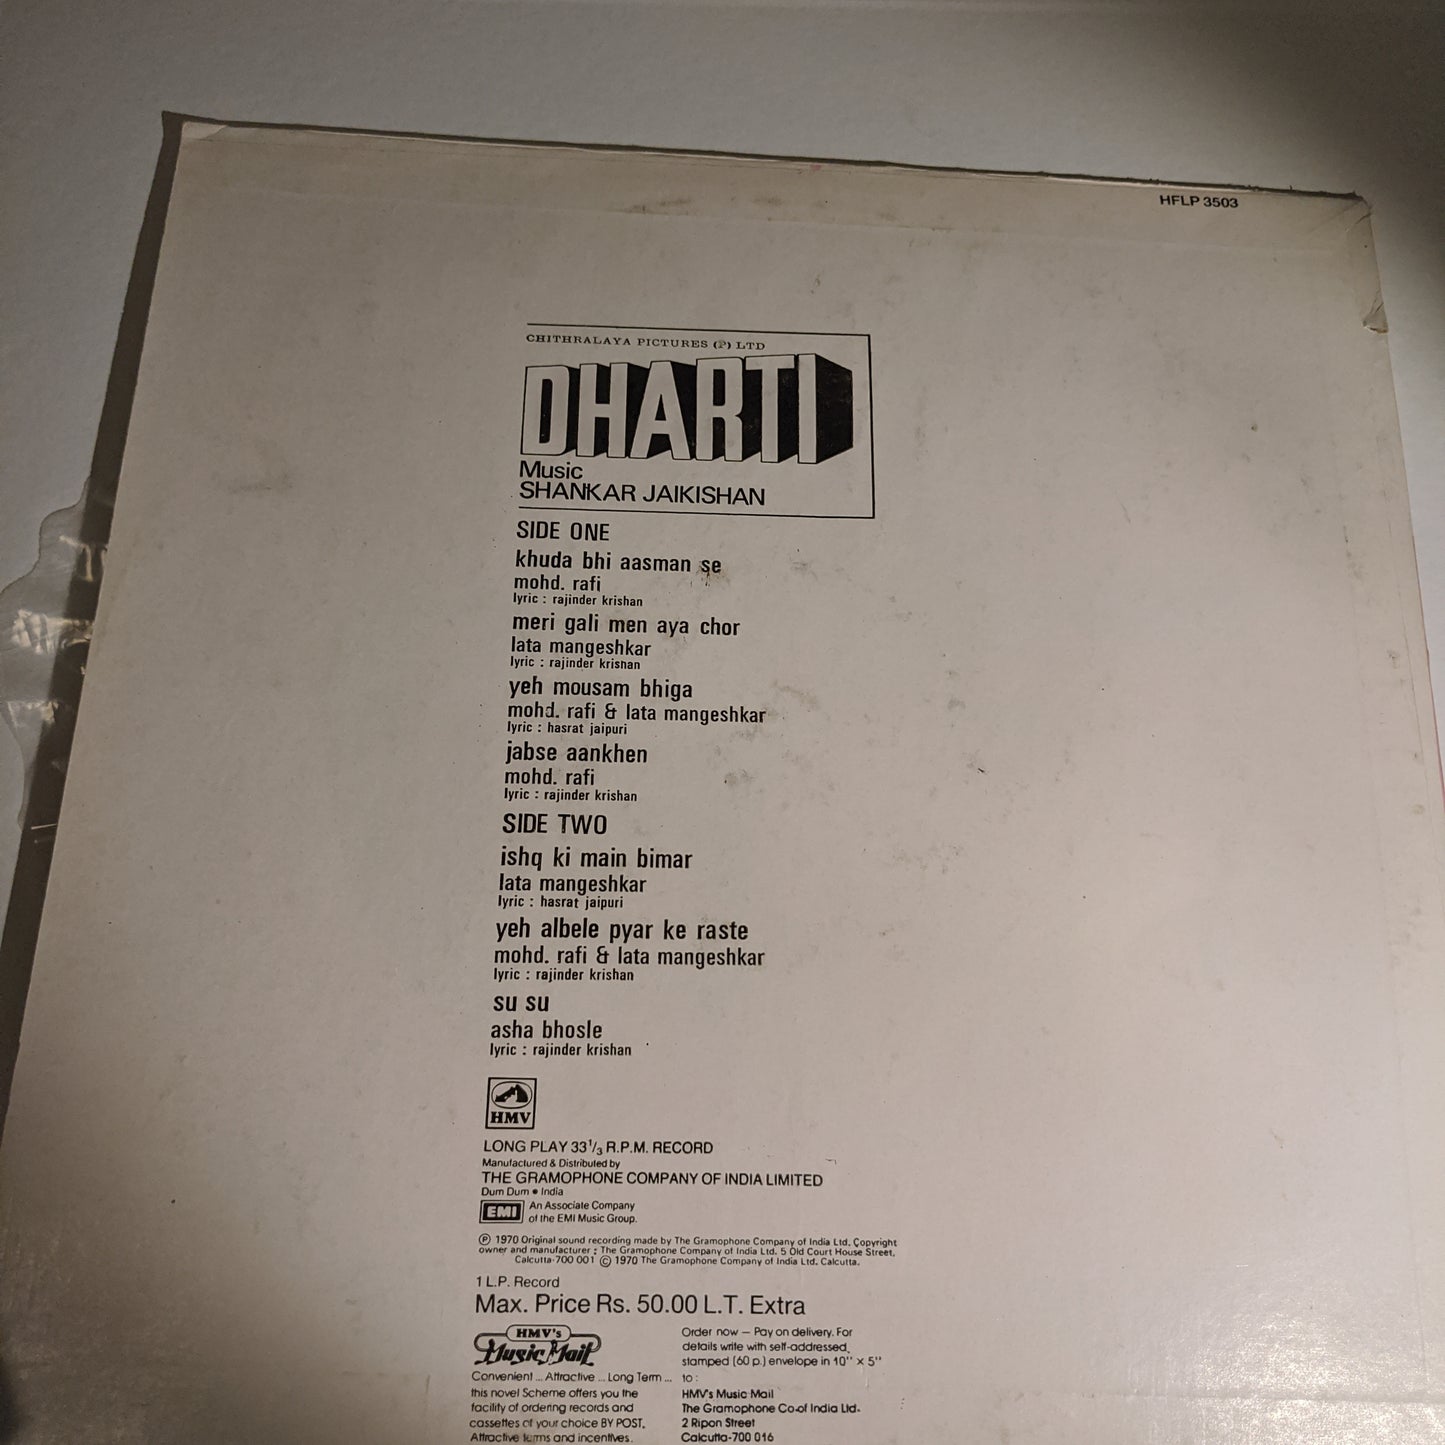 HFLP 3503
CHITHRALAYA PICTURES (P) LTD
DHARTI
Music
SHANKAR JAIKISHAN
SIDE ONE
khuda bhi aasman se
mohd. rafi
lyric : rajinder krishan
meri gali men aya chor
lata mangeshkar
lyric : rajinder krishan
yeh mousam bhiga
mohd. rafi & lata mangeshkar
lyric : hasrat jaipuri
jabse aankhen
mohd. rafi
lyric : rajinder krishan
SIDE TWO
ishq ki main bimar
lata mangeshkar
lyric : hasrat jaipuri
yeh albele pyar ke raste
mohd. rafi & lata mangeshkar
lyric : rajinder krishan
su su
asha bhosle
lyric : rajinder krishan
HMV
LONG PLAY 33 1/3 R.P.M. RECORD
Manufactured & Distributed by
THE GRAMOPHONE COMPANY OF INDIA LIMITED
Dum Dum • India
EMI An Associate Company
of the EMI Music Group.
℗ 1970 Original sound recording made by The Gramophone Company of India Ltd. Copyright
owner and manufacturer : The Gramophone Company of India Ltd. 5 Old Court House Street,
Calcutta-700 001 © 1970 The Gramophone Company of India Ltd. Calcutta.
1 L.P. Record
Max. Price Rs. 50.00 L.T. Extra
HMV's
Music Mail
Convenient ... Attractive ... Long Term ...
this novel Scheme offers you the
facility of ordering records and
cassettes of your choice BY POST.
Attractive terms and incentives.
Order now — Pay on delivery. For
details write with self-addressed,
stamped (60 p.) envelope in 10" × 5"
to :
HMV's Music Mail
The Gramophone Co.of India Ltd.
2 Ripon Street
Calcutta-700 016